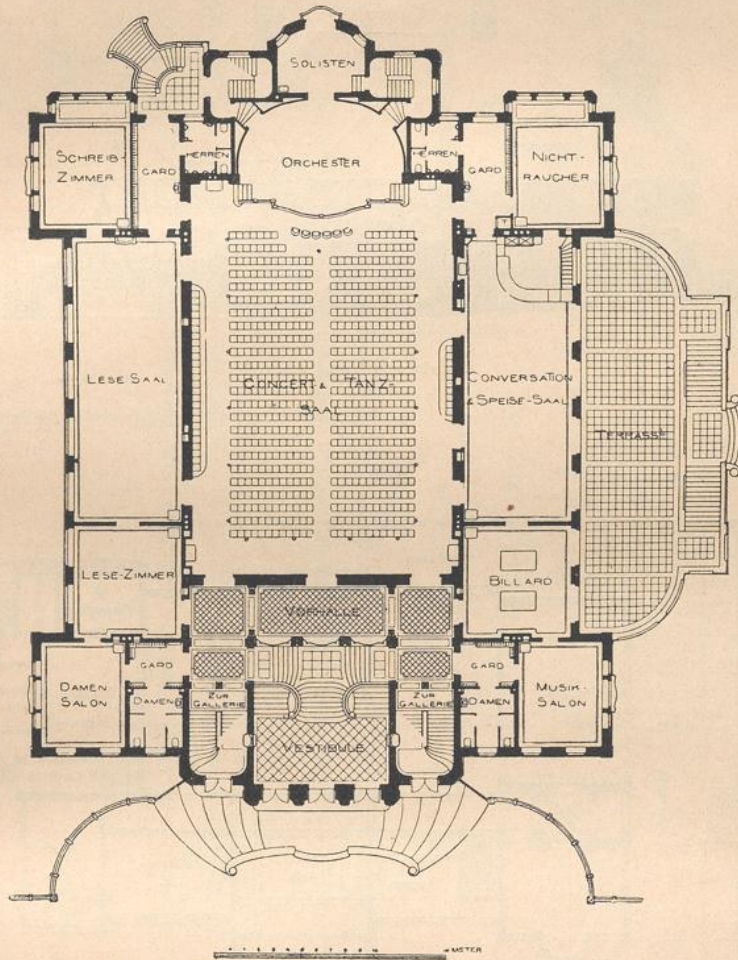 SOLISTEN
SCHREIB-
ZIMMER
GARD
HERREN
ORCHESTER
HERREN
GARD
NICHT-
RAUCHER
LESE SAAL
CONCERT & TANZ-
SAAL
CONVERSATION
& SPEISE-SAAL
TERRASSE
LESE-ZIMMER
BILLARD
VORHALLE
GARD
GARD
DAMEN
SALON
DAMEN
ZUR
GALLERIE
ZUR
GALLERIE
DAMEN
MUSIK-
SALON
VESTIBULE
METER